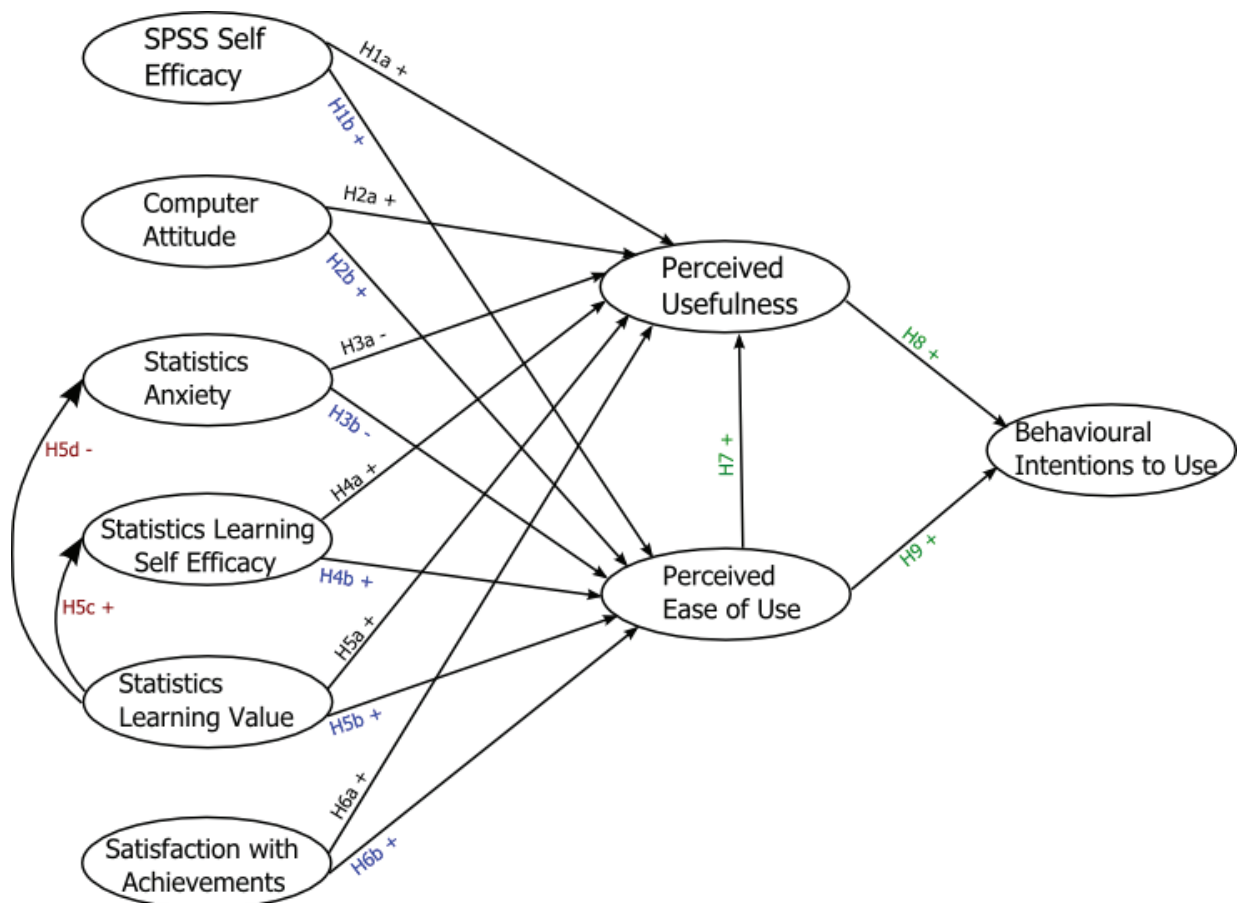 SPSS Self
Efficacy
H1a +
H1b +
Computer
Attitude
H2a +
H2b +
Perceived
Usefulness
Statistics
Anxiety
H3a -
H3b -
H8 +
H5d -
H4a +
H7 +
Behavioural
Intentions to Use
Statistics Learning
Self Efficacy
H4b +
H9 +
Perceived
Ease of Use
H5c +
H5a +
Statistics
Learning Value
H5b +
H6a +
Satisfaction with
Achievements
H6b +